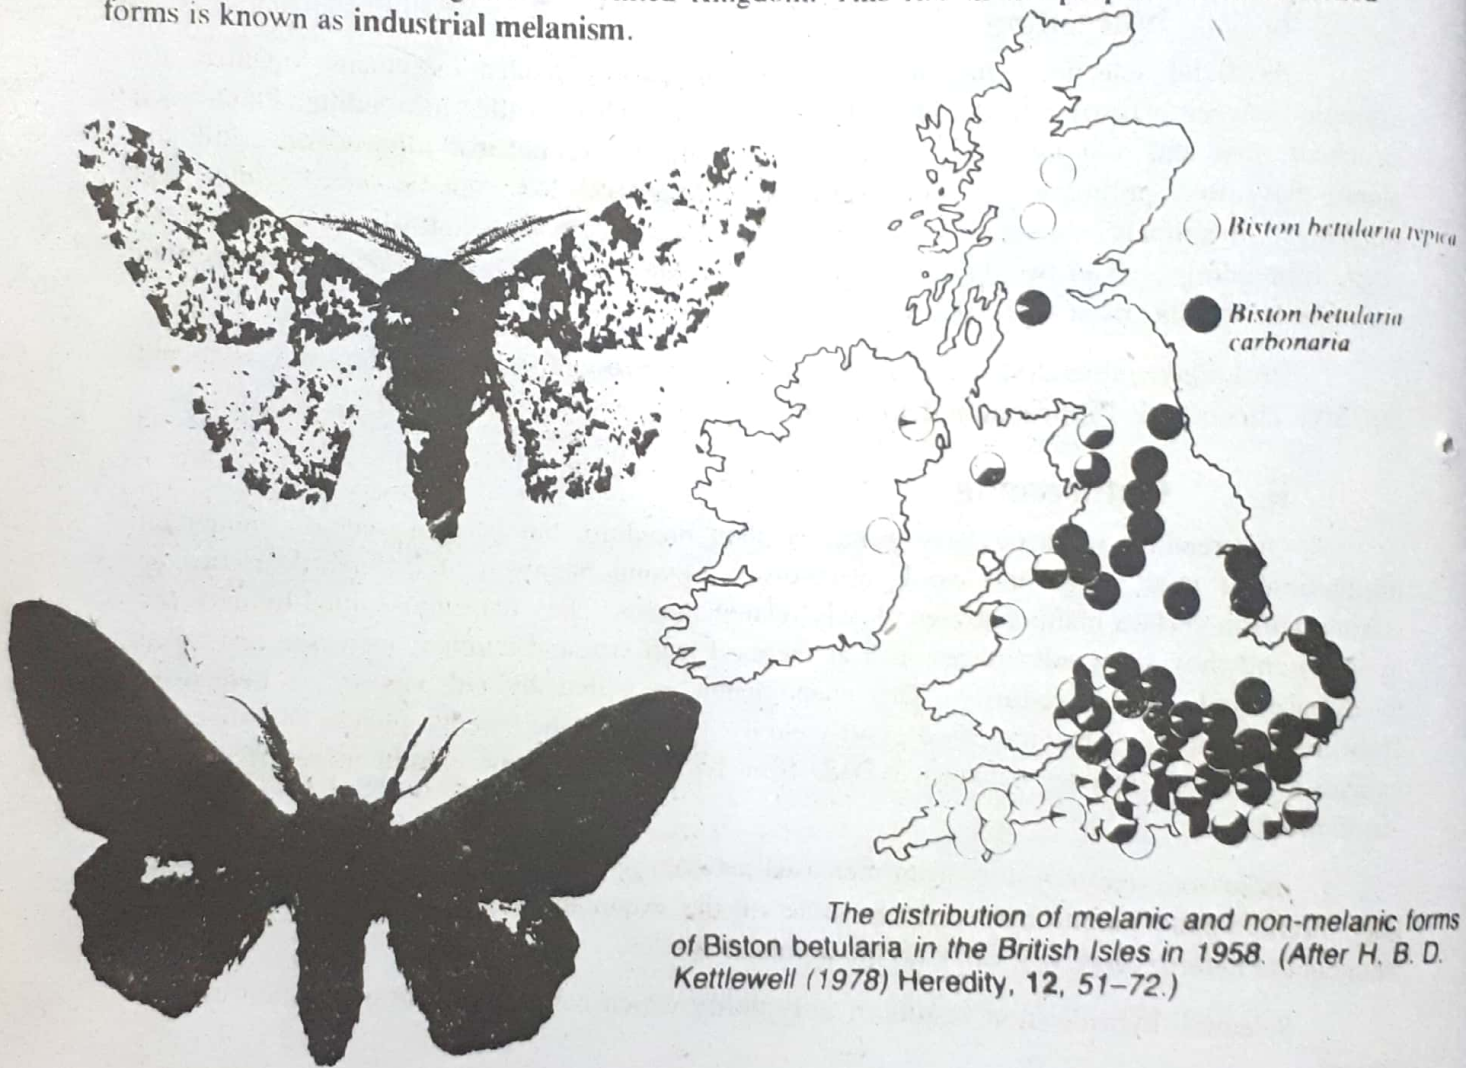 forms is known as industrial melanism.
Biston betularia typica
Biston betularia
carbonaria
The distribution of melanic and non-melanic forms
of Biston betularia in the British Isles in 1958. (After H. B. D.
Kettlewell (1978) Heredity, 12, 51–72.)